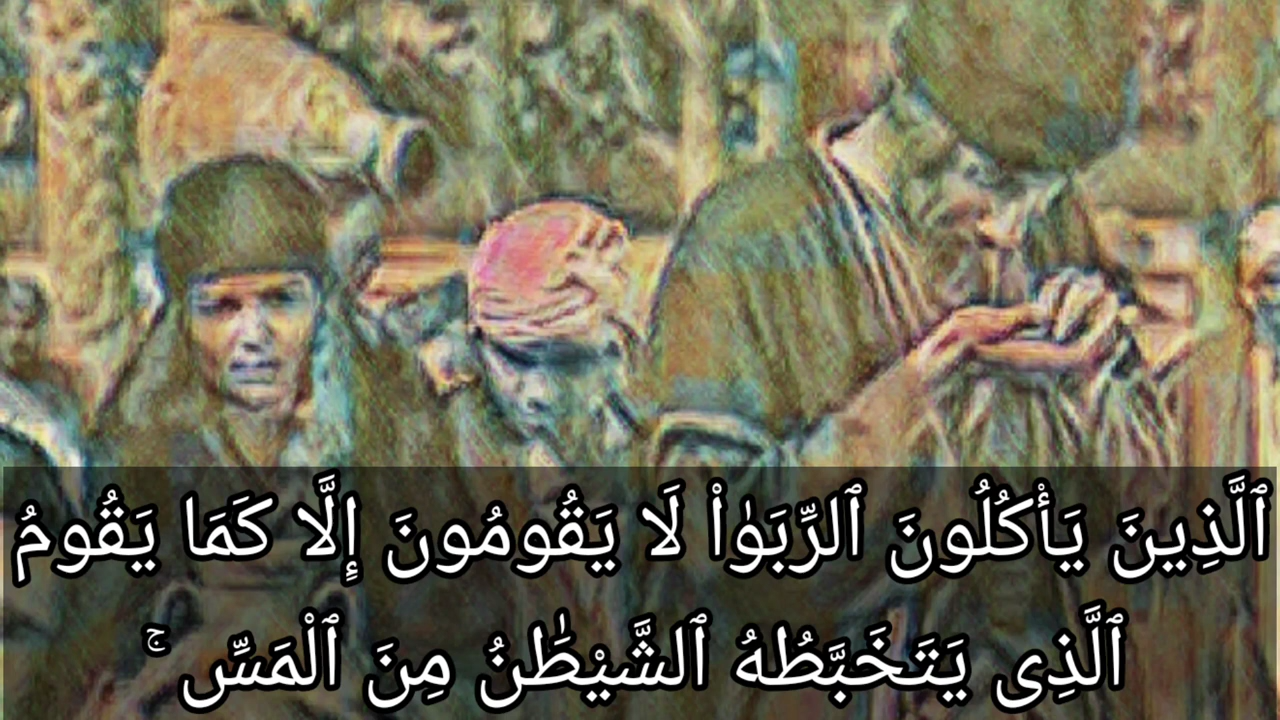 ٱلَّذِينَ يَأْكُلُونَ ٱلرِّبَوٰا۟ لَا يَقُومُونَ إِلَّا كَمَا يَقُومُ
ٱلَّذِى يَتَخَبَّطُهُ ٱلشَّيْطَٰنُ مِنَ ٱلْمَسِّ ۚ